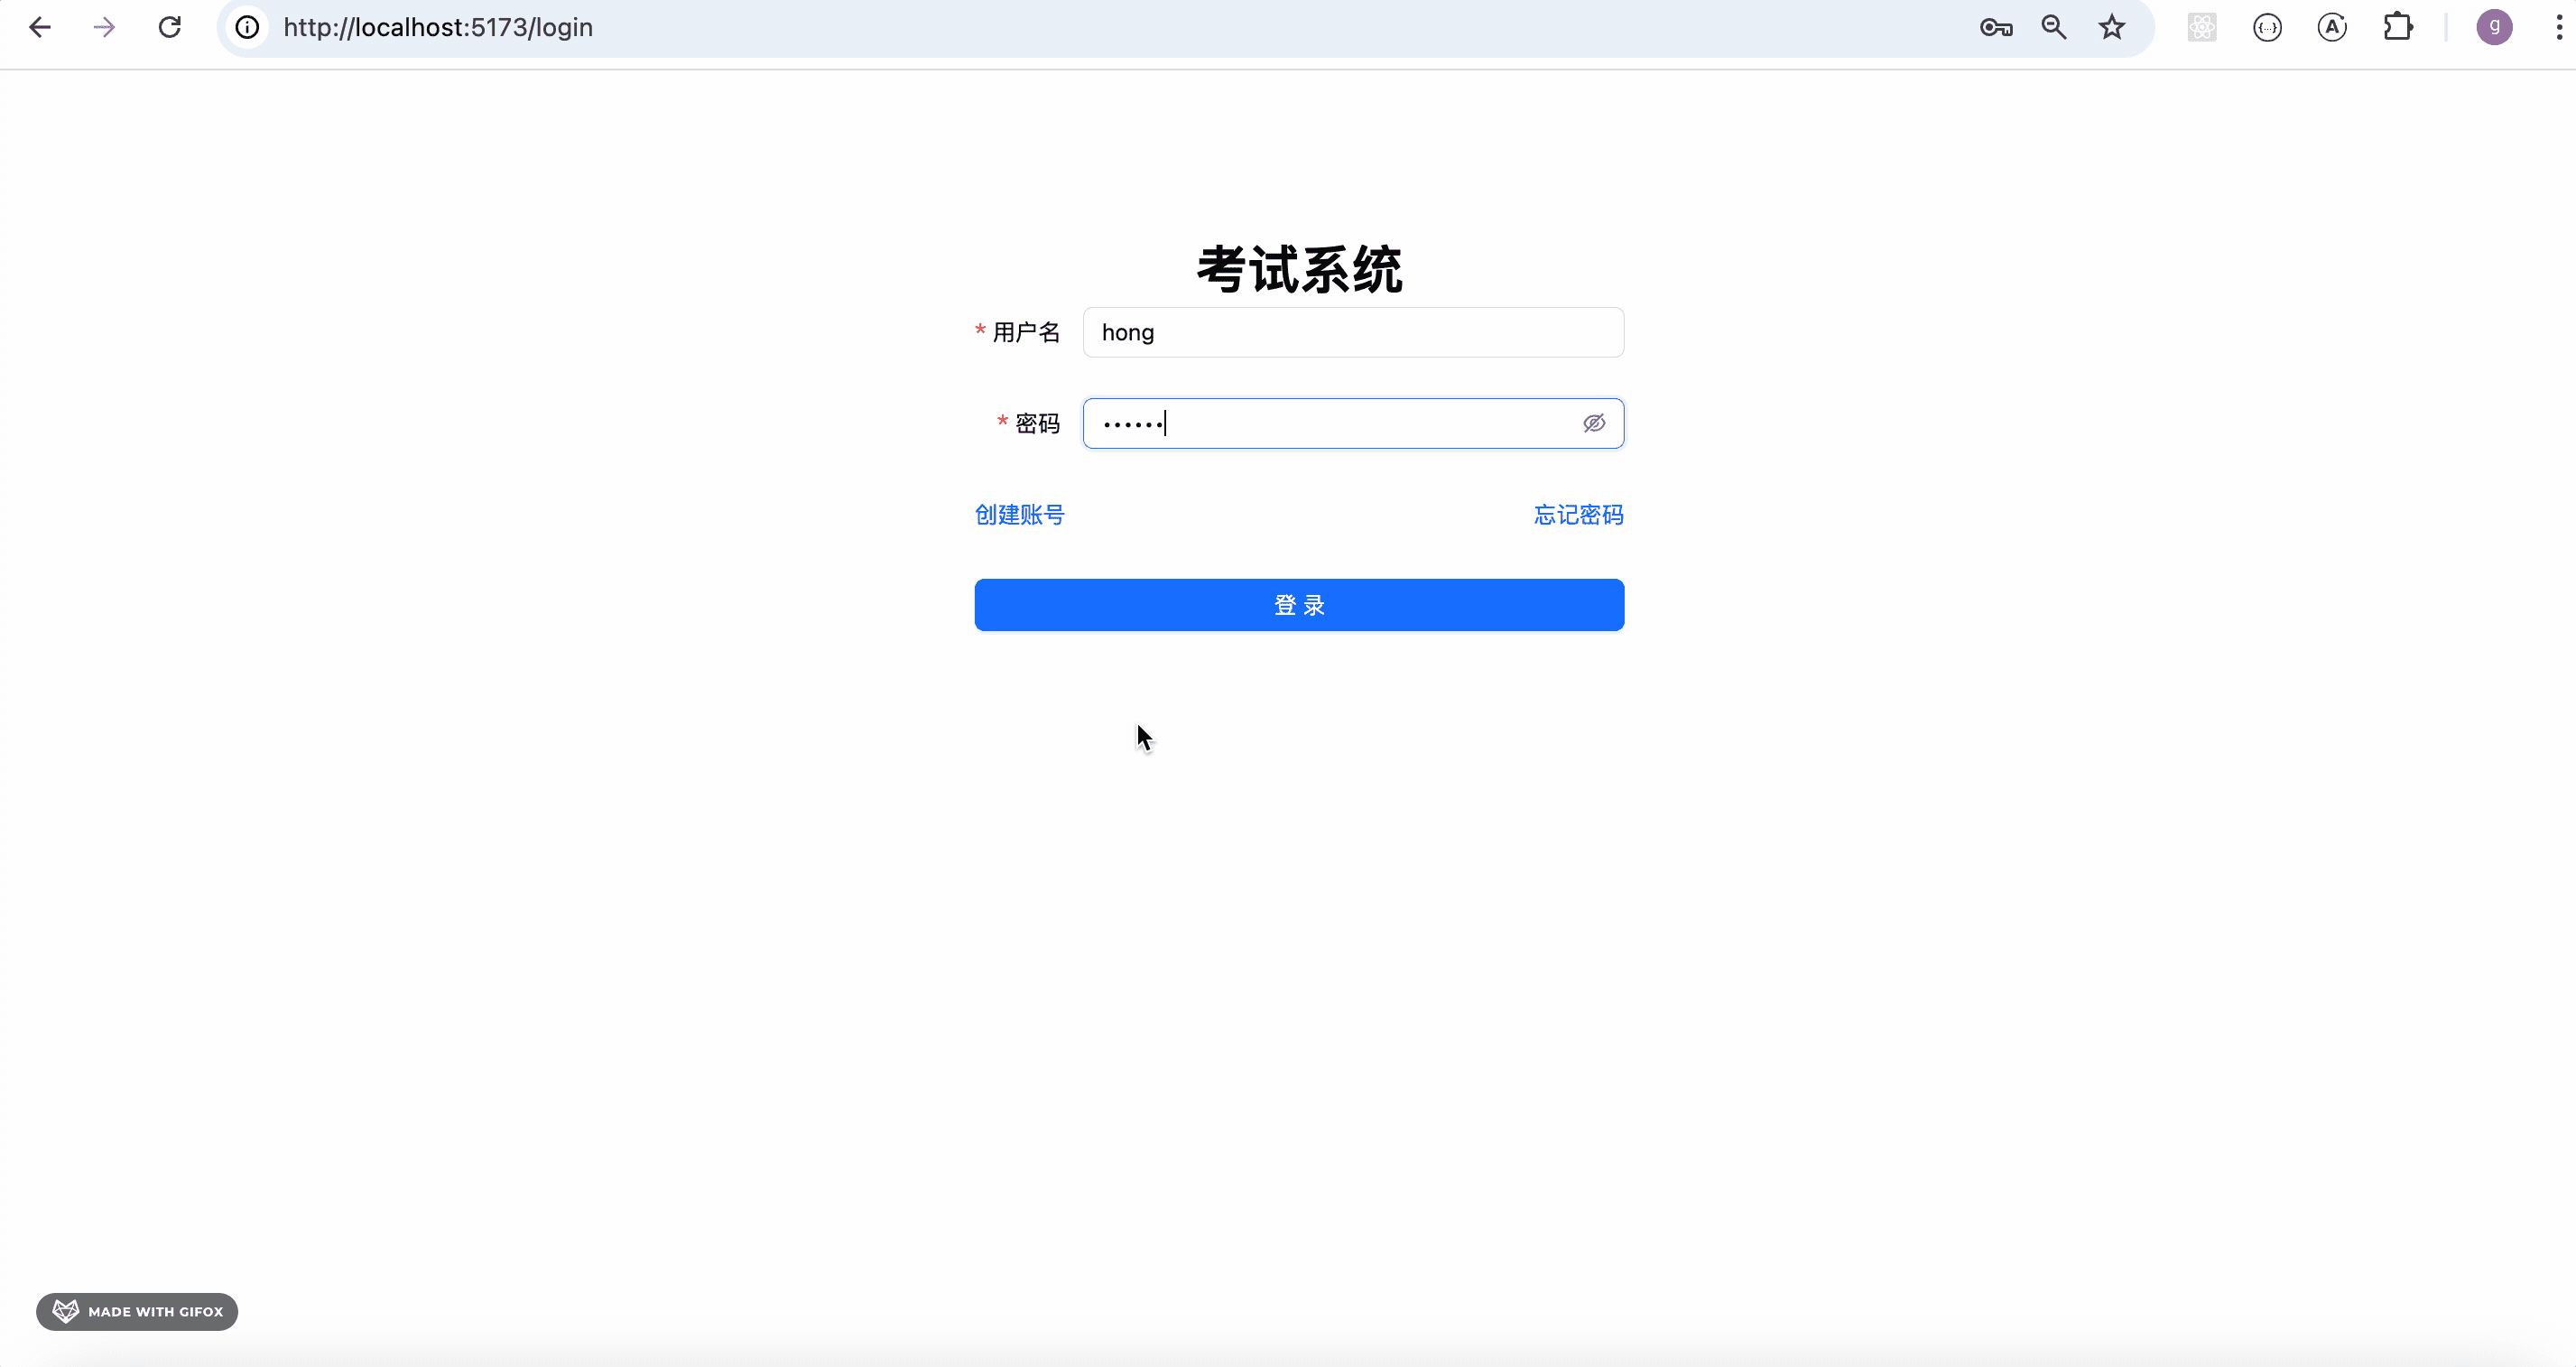 http://localhost:5173/login
g
考试系统
* 用户名 hong
* 密码 ••••••
创建账号 忘记密码
登 录
MADE WITH GIFOX